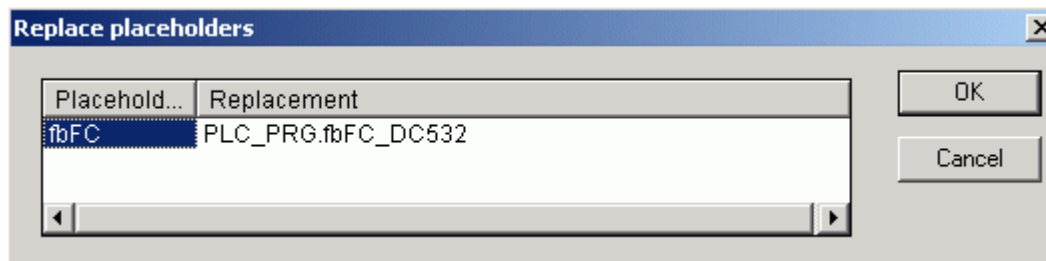 Replace placeholders
Placehold... Replacement
fbFC PLC_PRG.fbFC_DC532
OK
Cancel